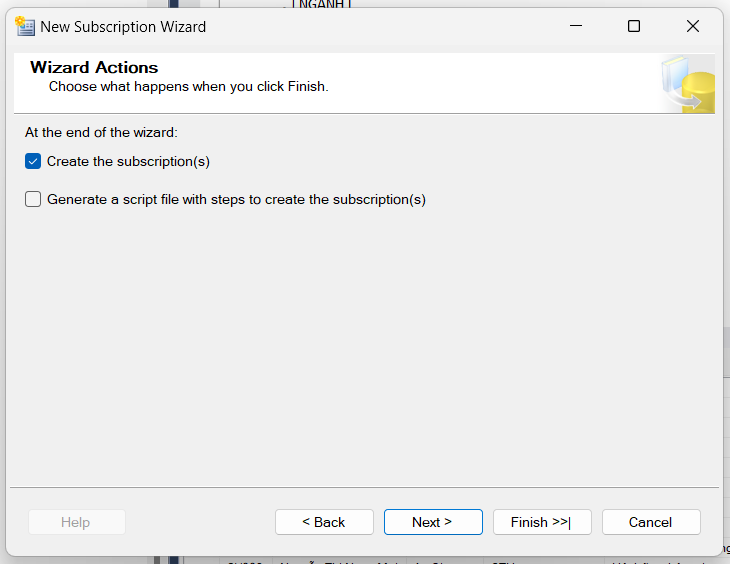 [NGANH]
New Subscription Wizard
Wizard Actions
Choose what happens when you click Finish.
At the end of the wizard:
Create the subscription(s)
Generate a script file with steps to create the subscription(s)
Help
< Back
Next >
Finish >>|
Cancel